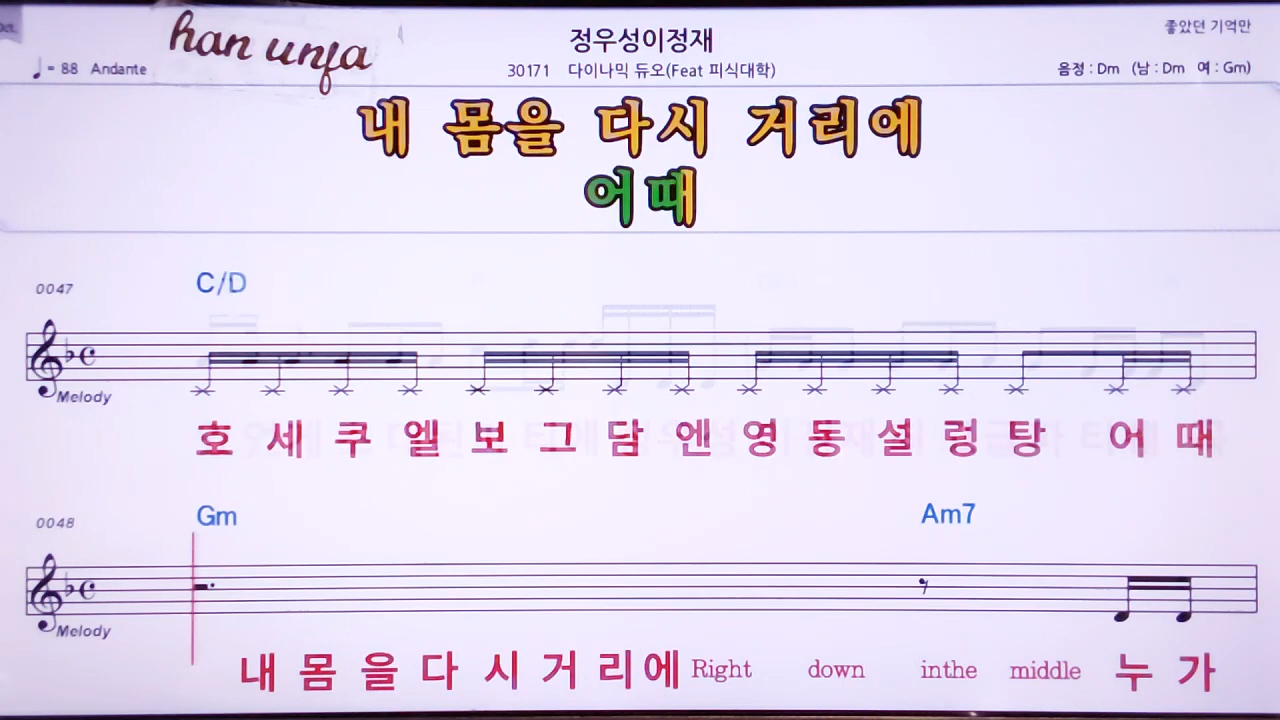 han unfa
정우성이정재
좋았던 기억만
♩= 88 Andante
30171 다이나믹 듀오(Feat 피식대학)
음정 : Dm (남 : Dm 여 : Gm)
내 몸을 다시 거리에
어때
0047
C/D
Melody
호 세 쿠 엘 보 그 담 엔 영 동 설 렁 탕 어 때
0048
Gm Am7
Melody
내 몸 을 다 시 거 리 에 Right down inthe middle 누 가